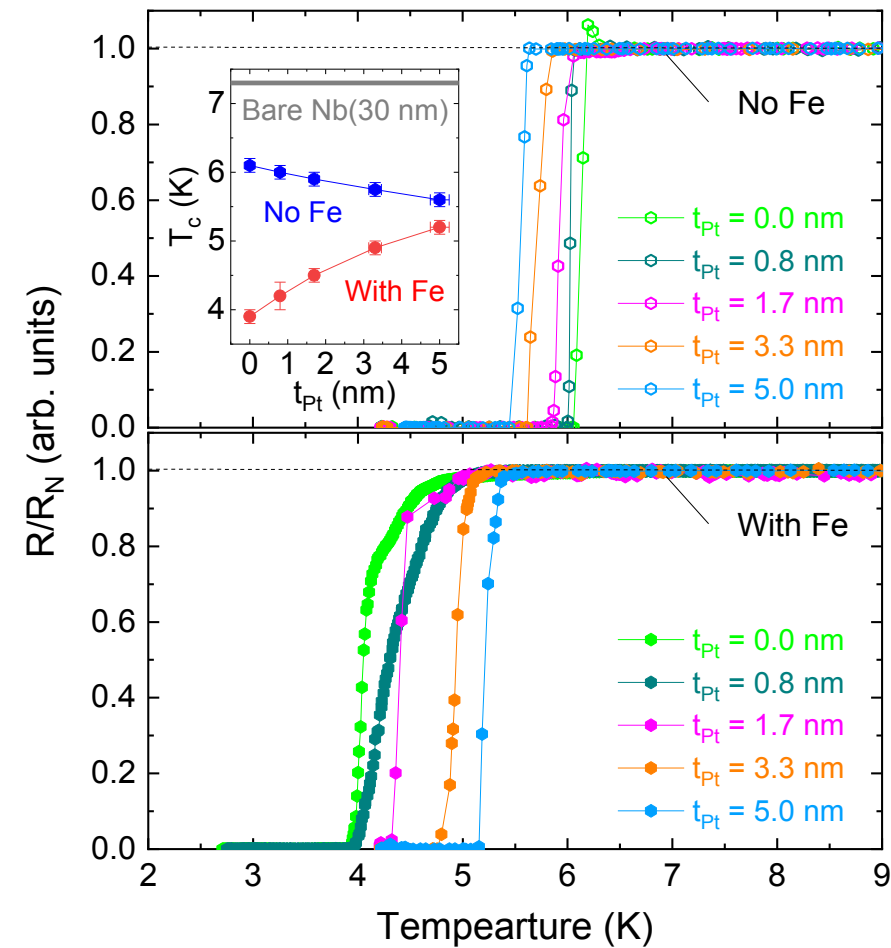 R/R_N (arb. units)
1.0
0.8
0.6
0.4
0.2
0.0
No Fe
t_Pt = 0.0 nm
t_Pt = 0.8 nm
t_Pt = 1.7 nm
t_Pt = 3.3 nm
t_Pt = 5.0 nm
T_c (K)
7
6
5
4
Bare Nb(30 nm)
No Fe
With Fe
0 1 2 3 4 5
t_Pt (nm)
1.0
0.8
0.6
0.4
0.2
0.0
With Fe
t_Pt = 0.0 nm
t_Pt = 0.8 nm
t_Pt = 1.7 nm
t_Pt = 3.3 nm
t_Pt = 5.0 nm
2 3 4 5 6 7 8 9
Tempearture (K)